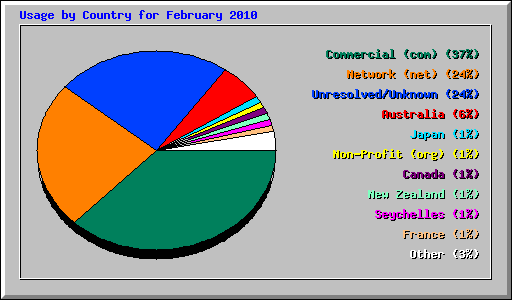 Usage by Country for February 2010
Commercial (com) (37%)
Network (net) (24%)
Unresolved/Unknown (24%)
Australia (6%)
Japan (1%)
Non-Profit (org) (1%)
Canada (1%)
New Zealand (1%)
Seychelles (1%)
France (1%)
Other (3%)